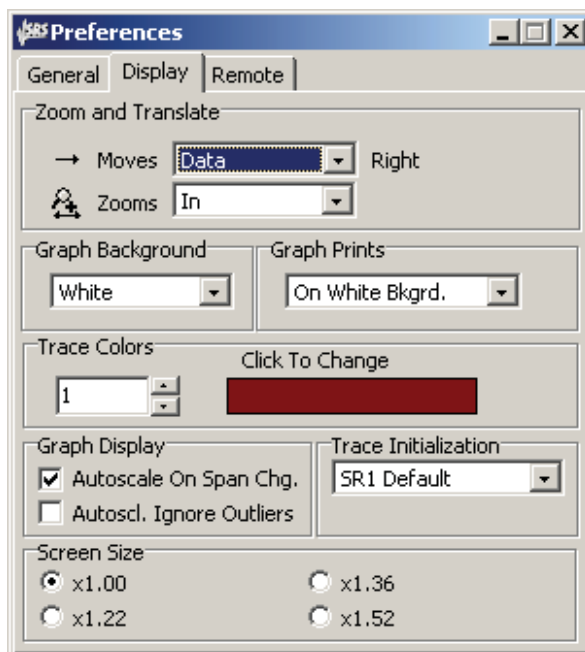 SRS Preferences
General Display Remote
Zoom and Translate
→ Moves Data Right
Zooms In
Graph Background Graph Prints
White On White Bkgrd.
Trace Colors
Click To Change
1
Graph Display Trace Initialization
Autoscale On Span Chg. SR1 Default
Autoscl. Ignore Outliers
Screen Size
x1.00 x1.36
x1.22 x1.52